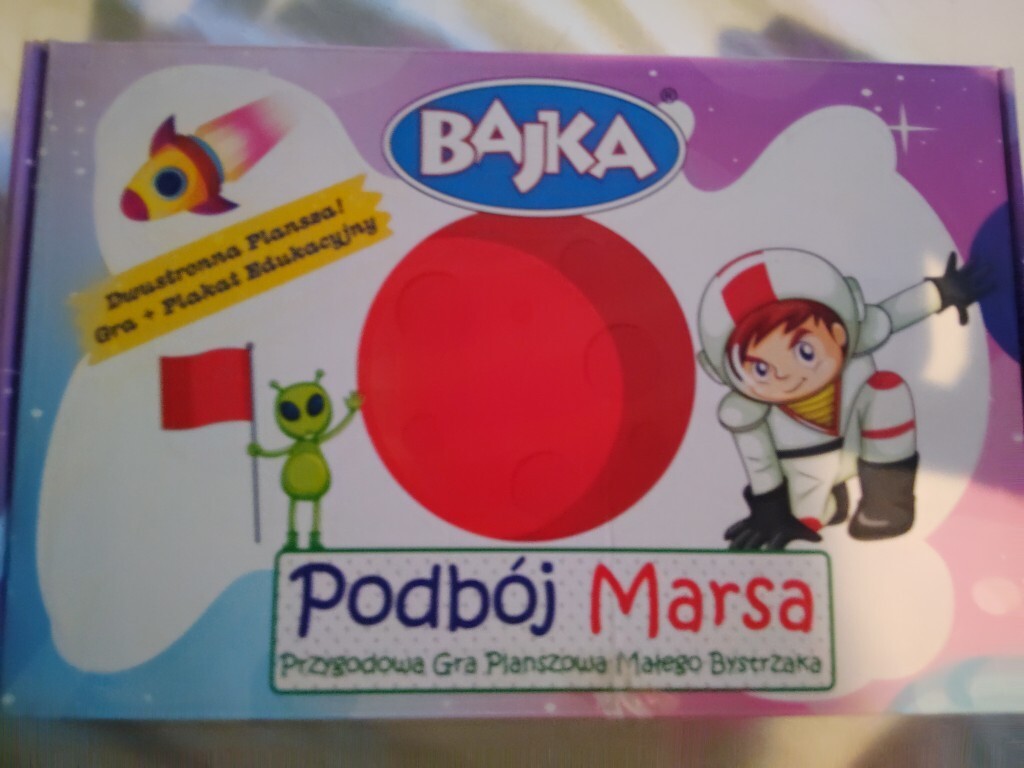 BAJKA ®
Dwustronna Plansza!
Gra + Plakat Edukacyjny
Podbój Marsa
Przygodowa Gra Planszowa Małego Bystrzaka